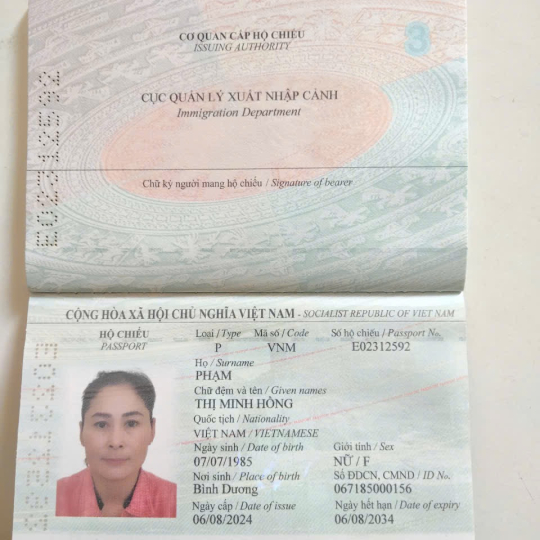 CƠ QUAN CẤP HỘ CHIẾU
ISSUING AUTHORITY
3
CỤC QUẢN LÝ XUẤT NHẬP CẢNH
Immigration Department
Chữ ký người mang hộ chiếu / Signature of bearer
E02312592
CỘNG HÒA XÃ HỘI CHỦ NGHĨA VIỆT NAM - SOCIALIST REPUBLIC OF VIET NAM
HỘ CHIẾU Loại / Type Mã số / Code Số hộ chiếu / Passport No.
PASSPORT P VNM E02312592
Họ / Surname
PHẠM
Chữ đệm và tên / Given names
THỊ MINH HỒNG
Quốc tịch / Nationality
VIỆT NAM / VIETNAMESE
Ngày sinh / Date of birth Giới tính / Sex
07/07/1985 NỮ / F
Nơi sinh / Place of birth Số ĐDCN, CMND / ID No.
Bình Dương 067185000156
Ngày cấp / Date of issue Ngày hết hạn / Date of expiry
06/08/2024 06/08/2034